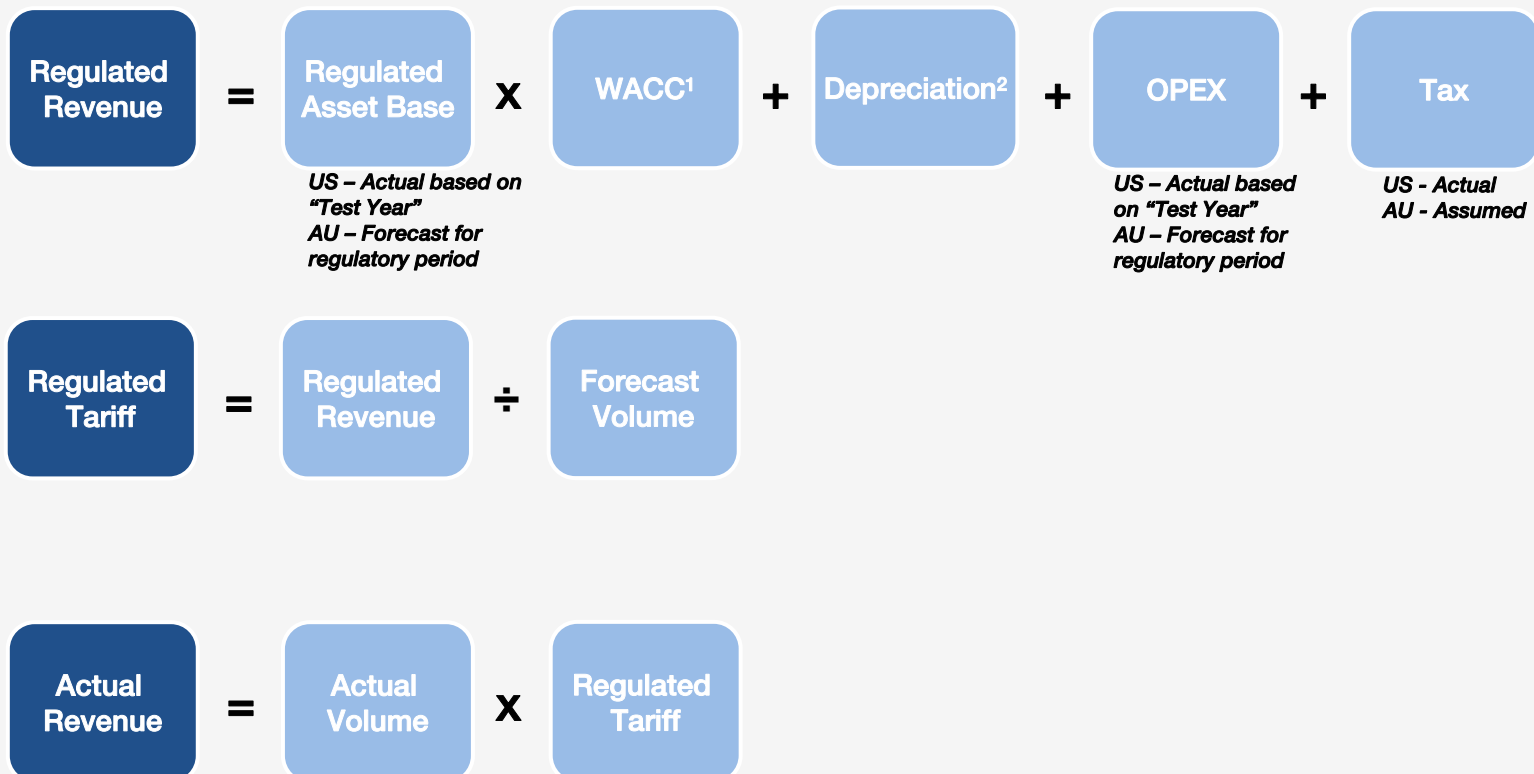 Regulated
Revenue
=
Regulated
Asset Base
x
WACC¹
+
Depreciation²
+
OPEX
+
Tax
US – Actual based on
“Test Year”
AU – Forecast for
regulatory period
US – Actual based
on “Test Year”
AU – Forecast for
regulatory period
US - Actual
AU - Assumed
Regulated
Tariff
=
Regulated
Revenue
÷
Forecast
Volume
Actual
Revenue
=
Actual
Volume
x
Regulated
Tariff